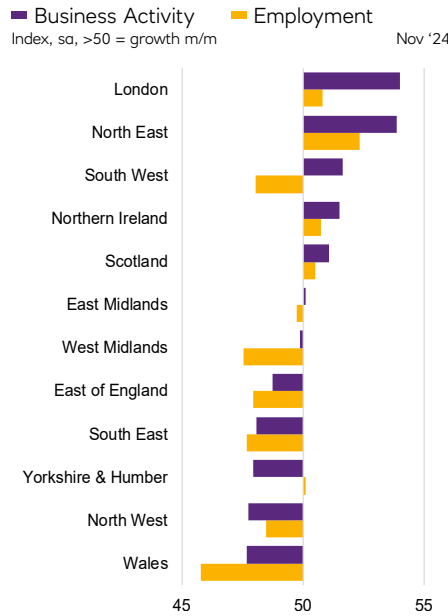 Business Activity Employment
Index, sa, >50 = growth m/m Nov ‘24
London
North East
South West
Northern Ireland
Scotland
East Midlands
West Midlands
East of England
South East
Yorkshire & Humber
North West
Wales
45 50 55